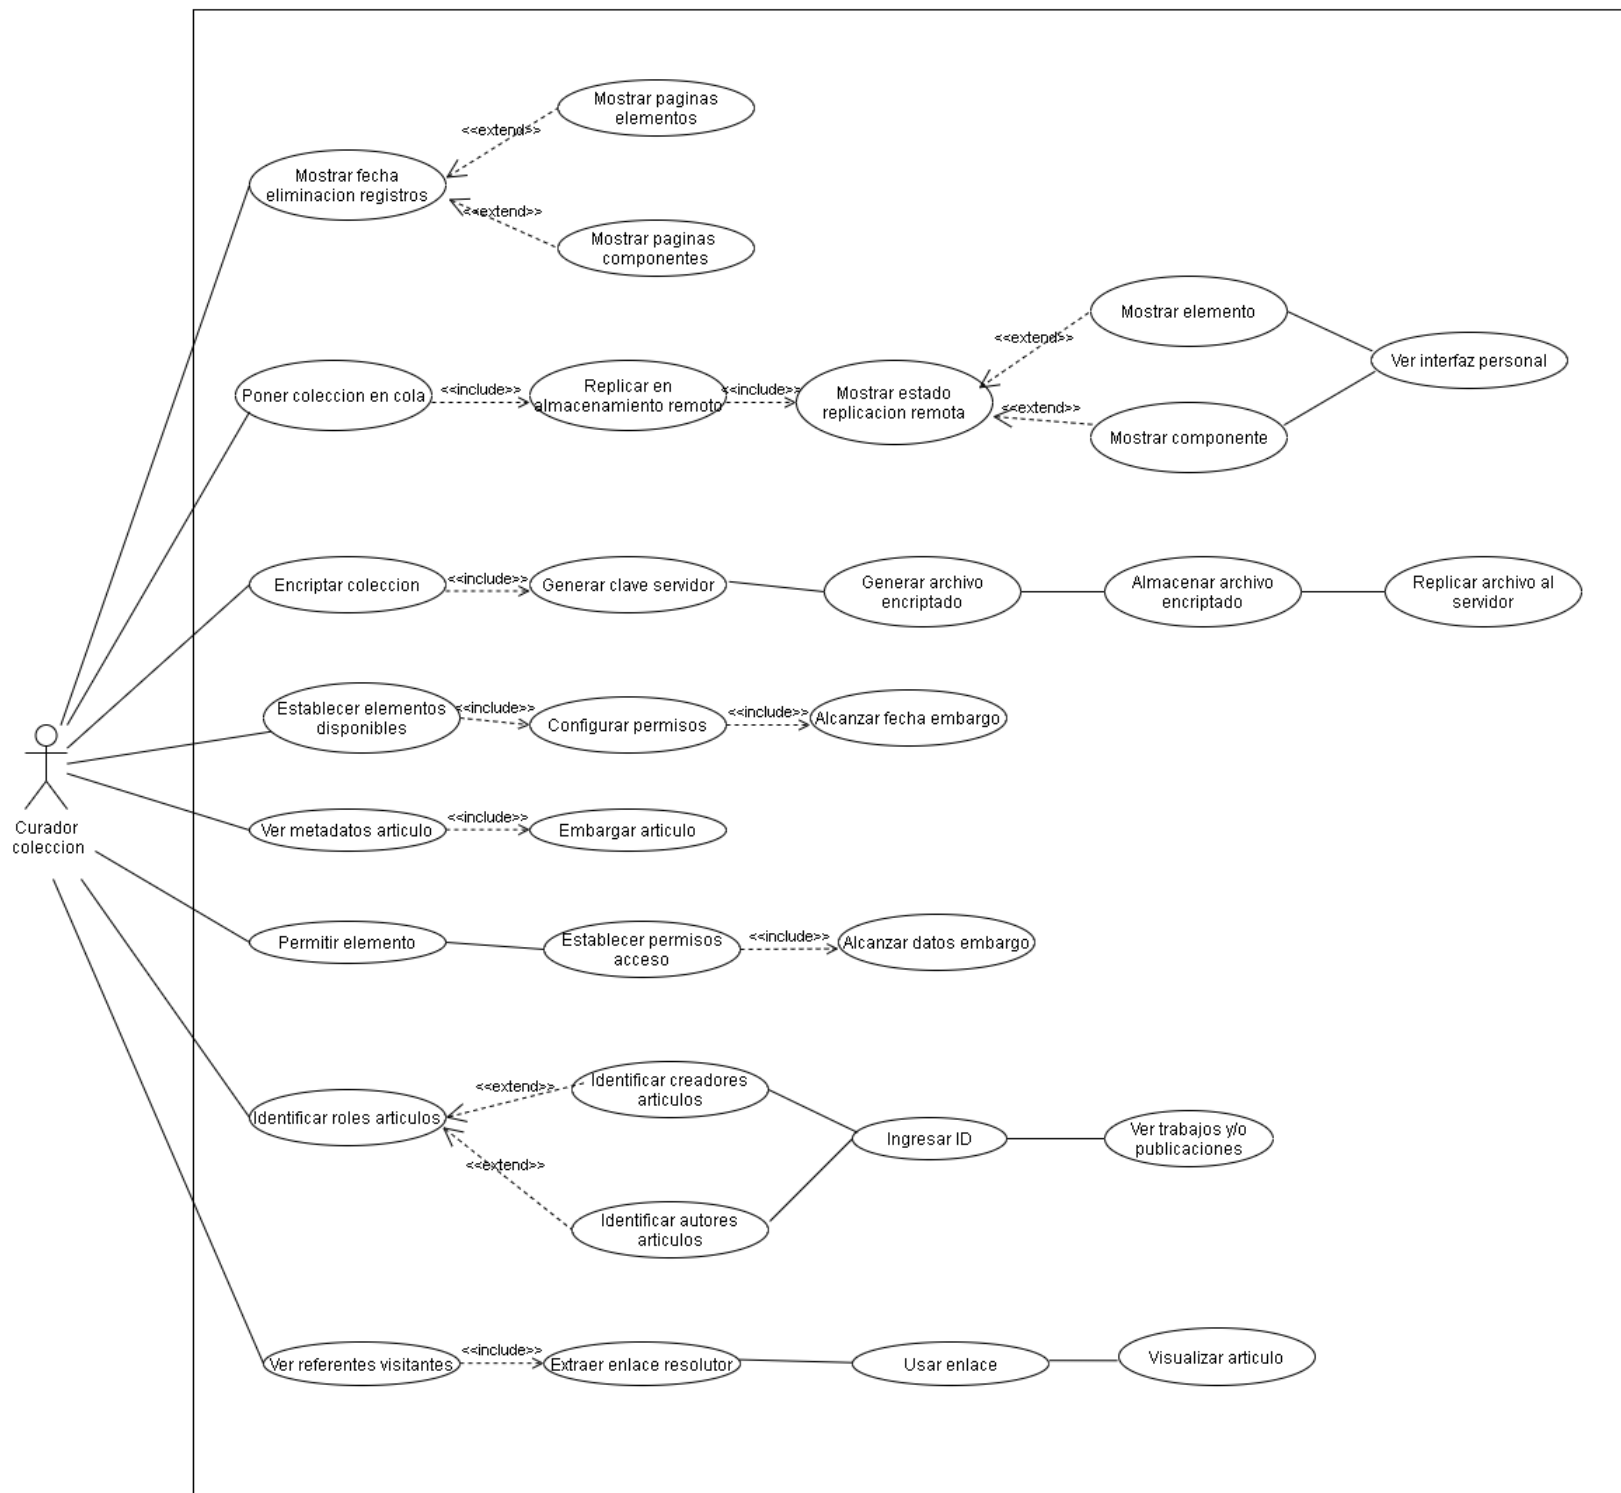 Mostrar paginas
elementos
<<extend>>
Mostrar fecha
eliminacion registros
<<extend>>
Mostrar paginas
componentes
Mostrar elemento
<<extend>>
Ver interfaz personal
Poner coleccion en cola
<<include>>
Replicar en
almacenamiento remoto
<<include>>
Mostrar estado
replicacion remota
<<extend>>
Mostrar componente
Encriptar coleccion
<<include>>
Generar clave servidor
Generar archivo
encriptado
Almacenar archivo
encriptado
Replicar archivo al
servidor
Establecer elementos
disponibles
<<include>>
Configurar permisos
<<include>>
Alcanzar fecha embargo
Curador
coleccion
Ver metadatos articulo
<<include>>
Embargar articulo
Permitir elemento
Establecer permisos
acceso
<<include>>
Alcanzar datos embargo
Identificar roles articulos
<<extend>>
Identificar creadores
articulos
<<extend>>
Identificar autores
articulos
Ingresar ID
Ver trabajos y/o
publicaciones
Ver referentes visitantes
<<include>>
Extraer enlace resolutor
Usar enlace
Visualizar articulo